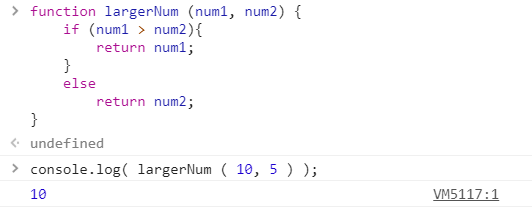 > function largerNum (num1, num2) {
if (num1 > num2){
return num1;
}
else
return num2;
}
<· undefined
> console.log( largerNum ( 10, 5 ) );
10 VM5117:1